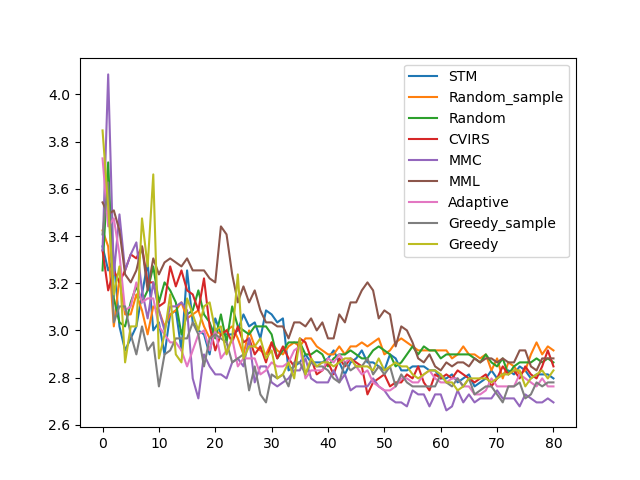 4.0
3.8
3.6
3.4
3.2
3.0
2.8
2.6
0 10 20 30 40 50 60 70 80
STM
Random_sample
Random
CVIRS
MMC
MML
Adaptive
Greedy_sample
Greedy